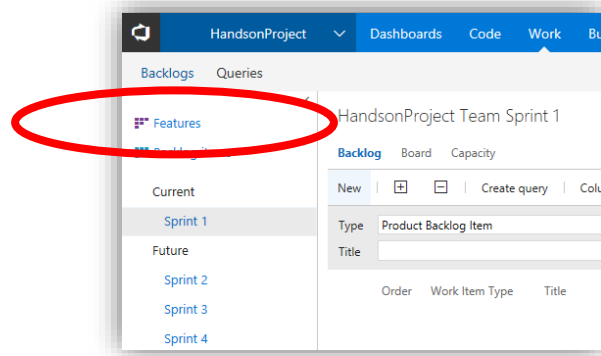 HandsonProject Dashboards Code Work
Backlogs Queries
Features
Current
Sprint 1
Future
Sprint 2
Sprint 3
Sprint 4
HandsonProject Team Sprint 1
Backlog Board Capacity
New Create query
Type Product Backlog Item
Title
Order Work Item Type Title